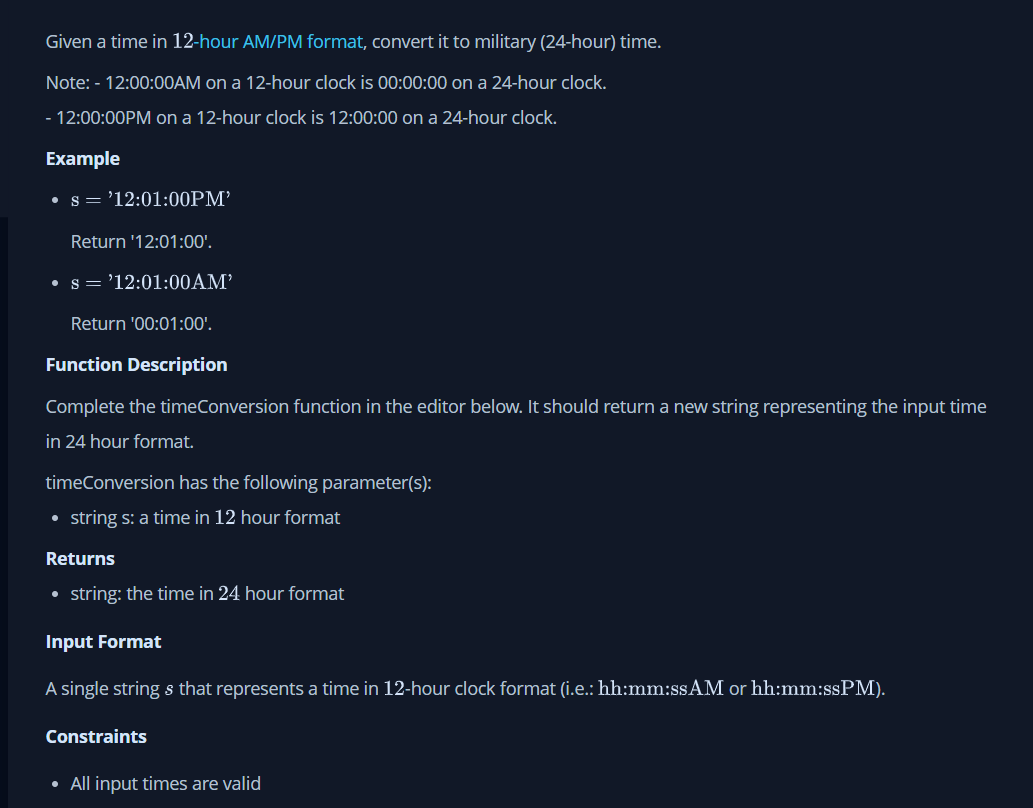 Given a time in 12-hour AM/PM format, convert it to military (24-hour) time.
Note: - 12:00:00AM on a 12-hour clock is 00:00:00 on a 24-hour clock.
- 12:00:00PM on a 12-hour clock is 12:00:00 on a 24-hour clock.
Example
• s = ’12:01:00PM’
Return '12:01:00'.
• s = ’12:01:00AM’
Return '00:01:00'.
Function Description
Complete the timeConversion function in the editor below. It should return a new string representing the input time
in 24 hour format.
timeConversion has the following parameter(s):
• string s: a time in 12 hour format
Returns
• string: the time in 24 hour format
Input Format
A single string s that represents a time in 12-hour clock format (i.e.: hh:mm:ssAM or hh:mm:ssPM).
Constraints
• All input times are valid